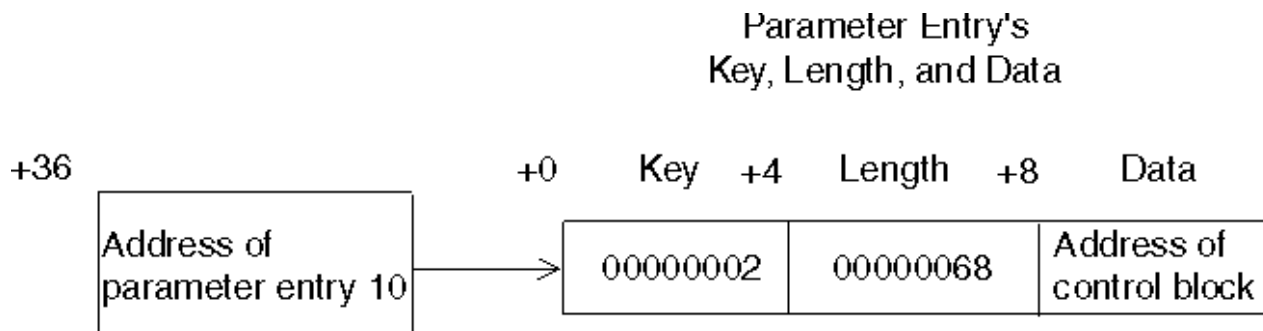 Parameter Entry's
Key, Length, and Data
+36
+0 Key +4 Length +8 Data
Address of
parameter entry 10
00000002 00000068
Address of
control block